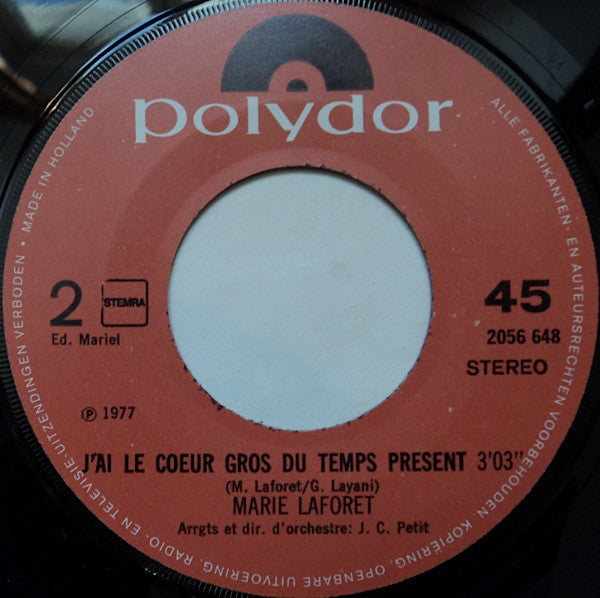 polydor
2
STEMRA
Ed. Mariel
℗ 1977
45
2056 648
STEREO
J'AI LE COEUR GROS DU TEMPS PRESENT 3'03''
(M. Laforet/G. Layani)
MARIE LAFORET
Arrgts et dir. d'orchestre: J. C. Petit
ALLE FABRIKANTEN- EN AUTEURSRECHTEN VOORBEHOUDEN. KOPIËRING, OPENBARE UITVOERING, RADIO- EN TELEVISIE-UITZENDINGEN VERBODEN • MADE IN HOLLAND